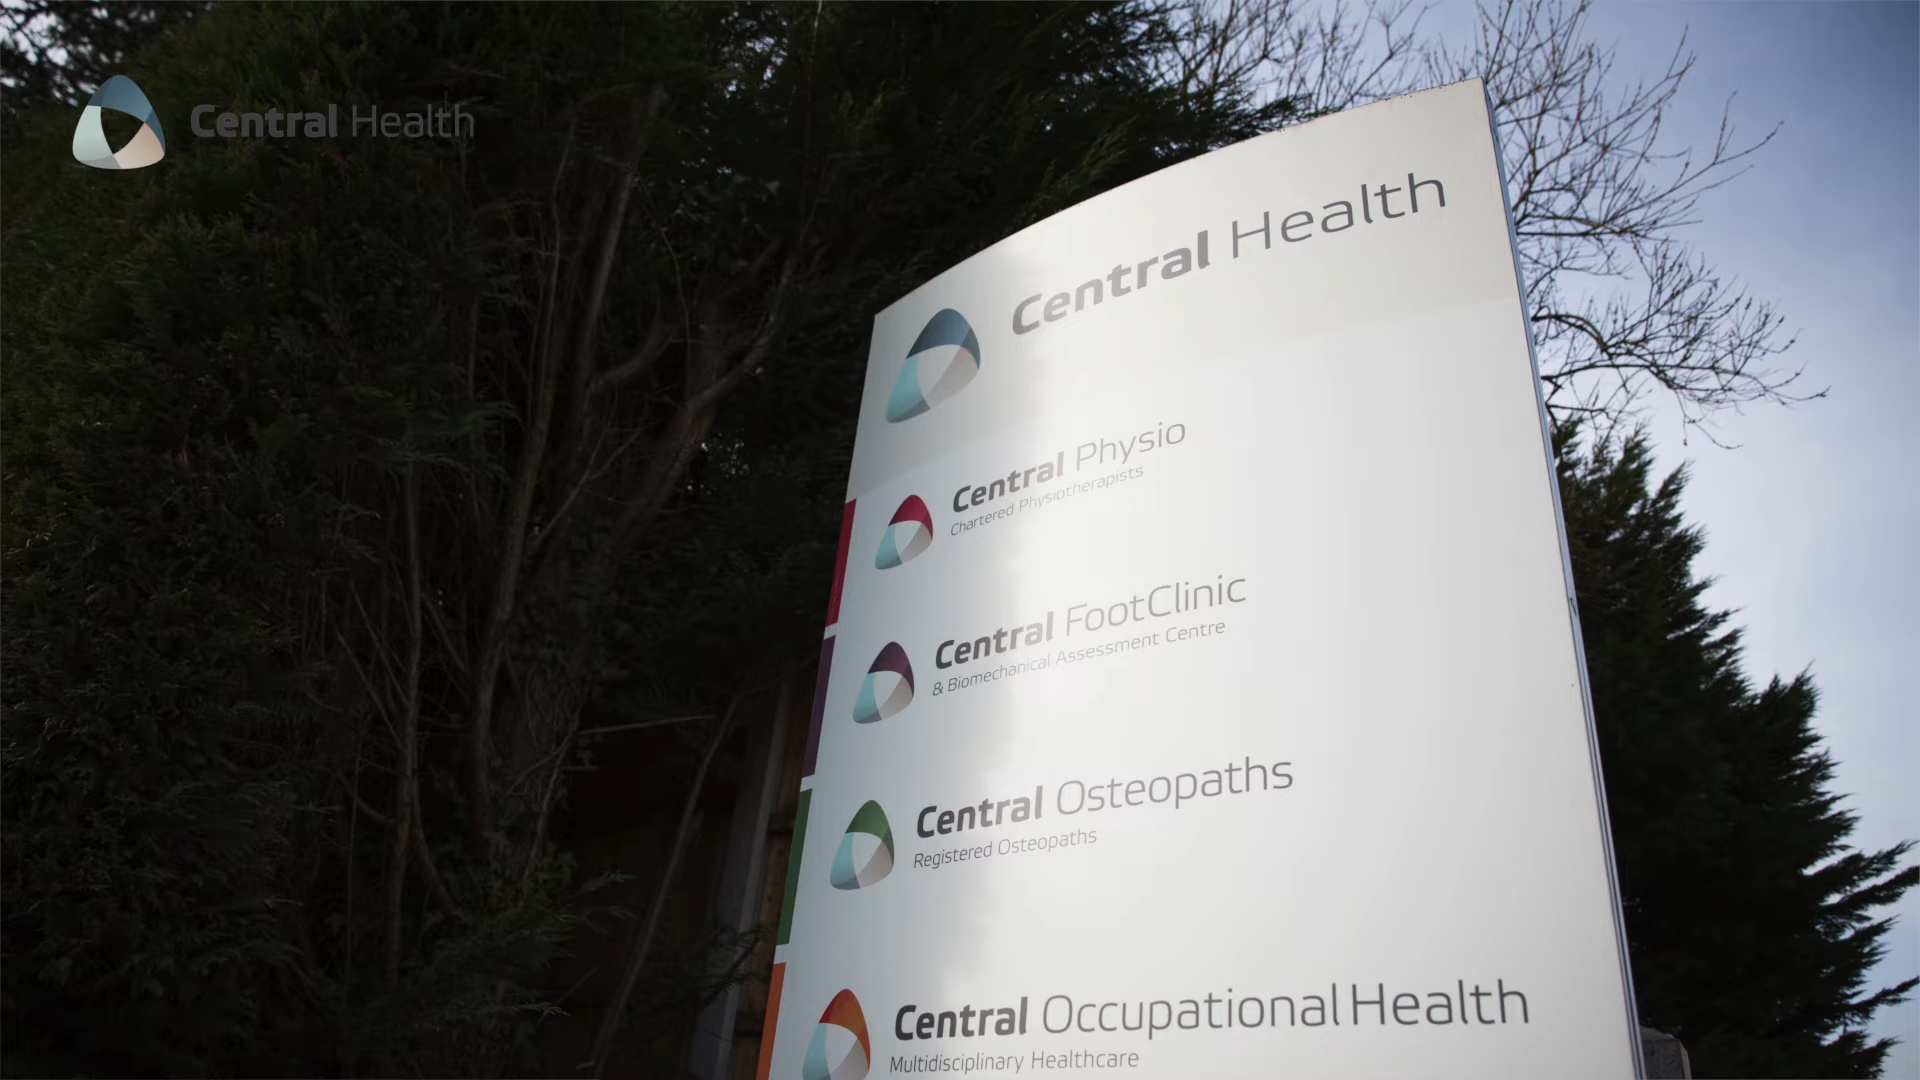 Central Health
Central Health
Central Physio
Chartered Physiotherapists
Central FootClinic
& Biomechanical Assessment Centre
Central Osteopaths
Registered Osteopaths
Central Occupational Health
Multidisciplinary Healthcare